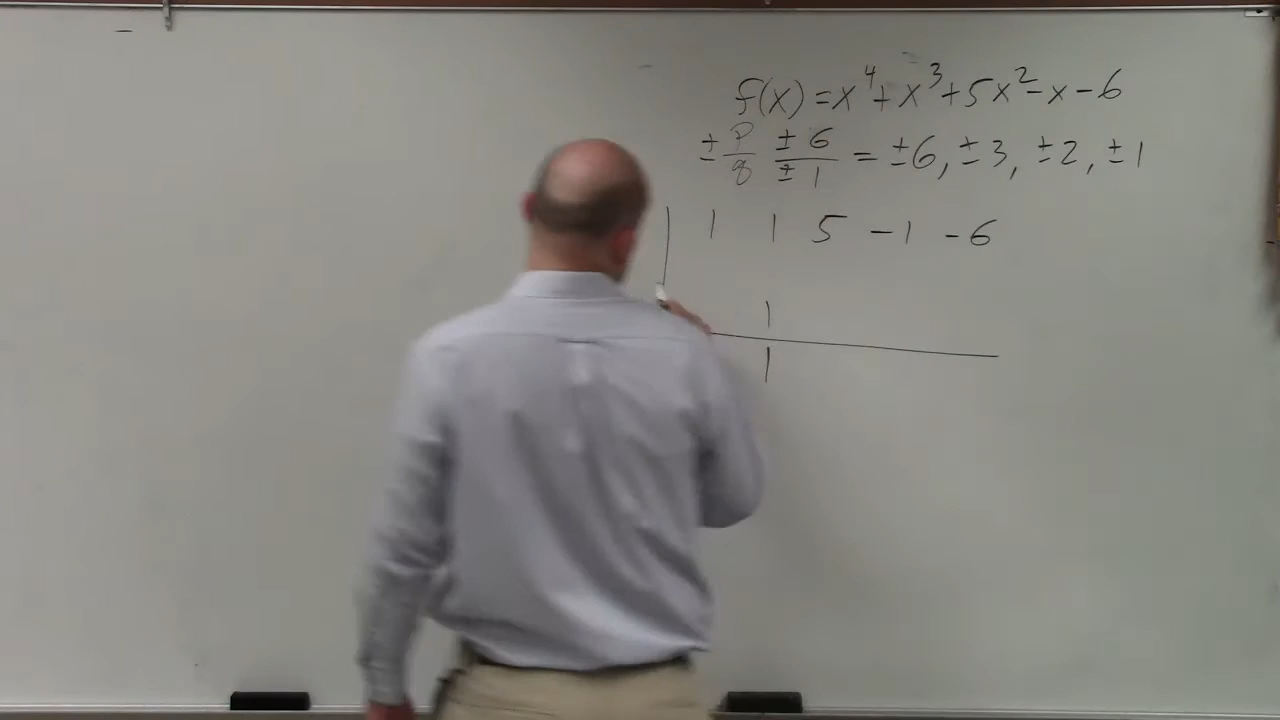 f(x) = x⁴ + x³ + 5x² - x - 6
± p/q ± 6/± 1 = ±6, ±3, ±2, ±1
| 1 1 5 -1 -6
1
1